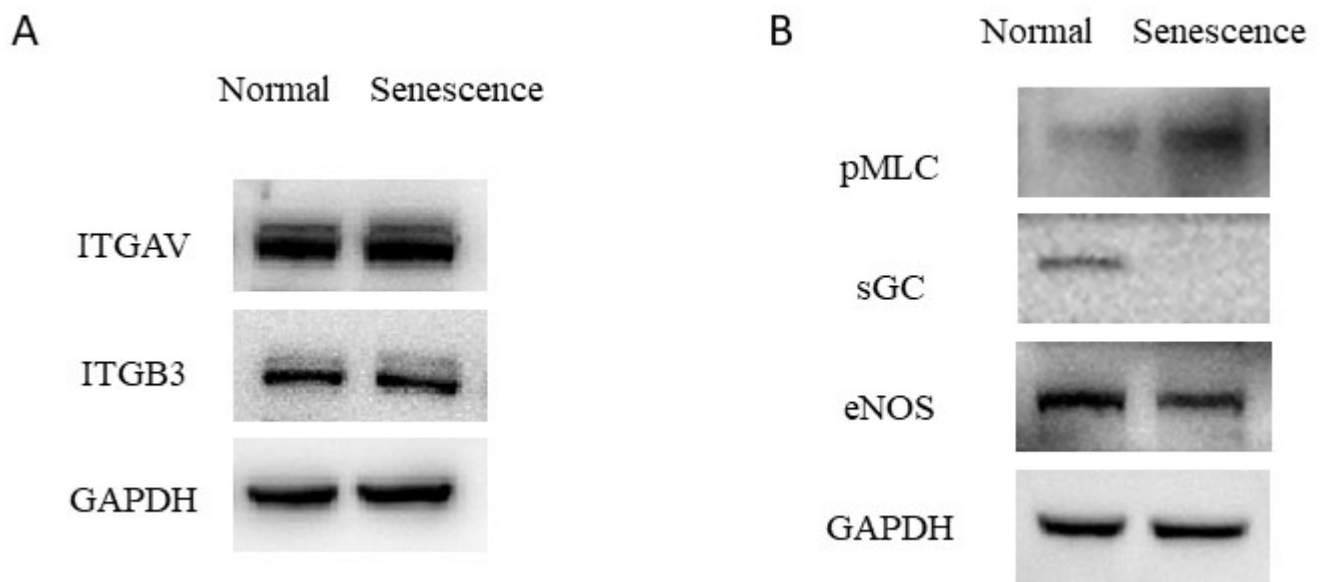 A
Normal Senescence
ITGAV
ITGB3
GAPDH
B
Normal Senescence
pMLC
sGC
eNOS
GAPDH